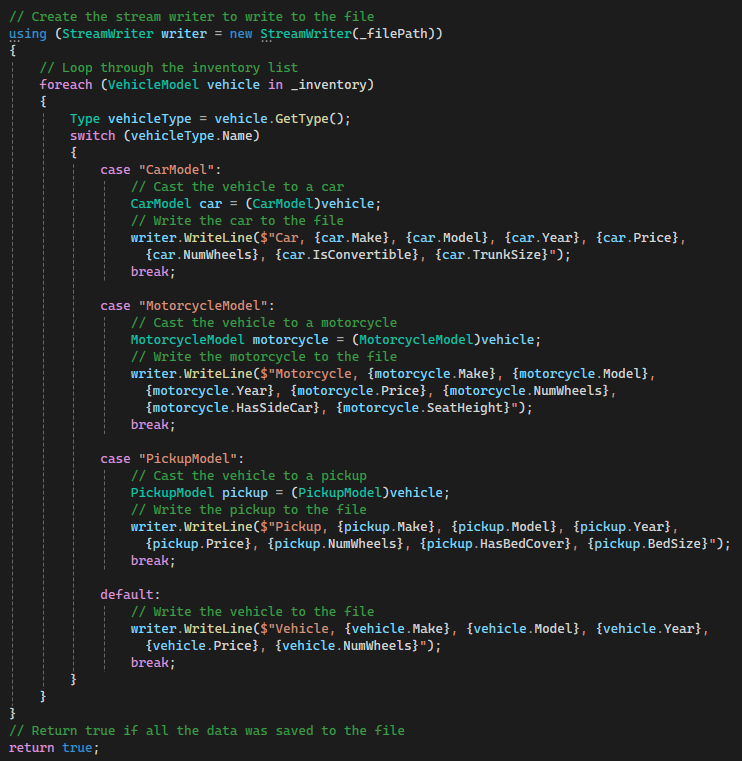 // Create the stream writer to write to the file
using (StreamWriter writer = new StreamWriter(_filePath))
{
    // Loop through the inventory list
    foreach (VehicleModel vehicle in _inventory)
    {
        Type vehicleType = vehicle.GetType();
        switch (vehicleType.Name)
        {
            case "CarModel":
                // Cast the vehicle to a car
                CarModel car = (CarModel)vehicle;
                // Write the car to the file
                writer.WriteLine($"Car, {car.Make}, {car.Model}, {car.Year}, {car.Price},
                  {car.NumWheels}, {car.IsConvertible}, {car.TrunkSize}");
                break;

            case "MotorcycleModel":
                // Cast the vehicle to a motorcycle
                MotorcycleModel motorcycle = (MotorcycleModel)vehicle;
                // Write the motorcycle to the file
                writer.WriteLine($"Motorcycle, {motorcycle.Make}, {motorcycle.Model},
                  {motorcycle.Year}, {motorcycle.Price}, {motorcycle.NumWheels},
                  {motorcycle.HasSideCar}, {motorcycle.SeatHeight}");
                break;

            case "PickupModel":
                // Cast the vehicle to a pickup
                PickupModel pickup = (PickupModel)vehicle;
                // Write the pickup to the file
                writer.WriteLine($"Pickup, {pickup.Make}, {pickup.Model}, {pickup.Year},
                  {pickup.Price}, {pickup.NumWheels}, {pickup.HasBedCover}, {pickup.BedSize}");
                break;

            default:
                // Write the vehicle to the file
                writer.WriteLine($"Vehicle, {vehicle.Make}, {vehicle.Model}, {vehicle.Year},
                  {vehicle.Price}, {vehicle.NumWheels}");
                break;
        }
    }
}
// Return true if all the data was saved to the file
return true;